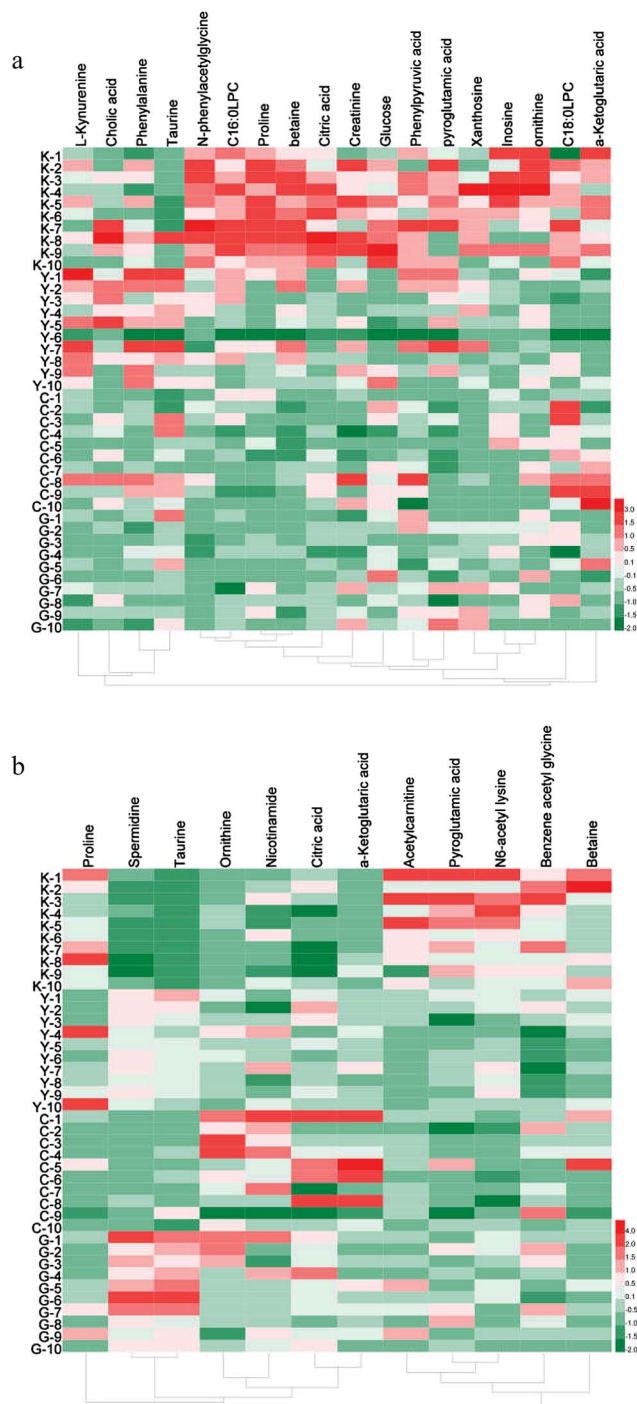 a
L-Kynurenine
Cholic acid
Phenylalanine
Taurine
N-phenylacetylglycine
C16:0LPC
Proline
betaine
Citric acid
Creatinine
Glucose
Phenylpyruvic acid
pyroglutamic acid
Xanthosine
Inosine
ornithine
C18:0LPC
a-Ketoglutaric acid
K-1
K-2
K-3
K-4
K-5
K-6
K-7
K-8
K-9
K-10
Y-1
Y-2
Y-3
Y-4
Y-5
Y-6
Y-7
Y-8
Y-9
Y-10
C-1
C-2
C-3
C-4
C-5
C-6
C-7
C-8
C-9
C-10
G-1
G-2
G-3
G-4
G-5
G-6
G-7
G-8
G-9
G-10
3.0
1.5
1.0
0.5
0.1
-0.1
-0.5
-1.0
-1.5
-2.0
b
Proline
Spermidine
Taurine
Ornithine
Nicotinamide
Citric acid
a-Ketoglutaric acid
Acetylcarnitine
Pyroglutamic acid
N6-acetyl lysine
Benzene acetyl glycine
Betaine
K-1
K-2
K-3
K-4
K-5
K-6
K-7
K-8
K-9
K-10
Y-1
Y-2
Y-3
Y-4
Y-5
Y-6
Y-7
Y-8
Y-9
Y-10
C-1
C-2
C-3
C-4
C-5
C-6
C-7
C-8
C-9
C-10
G-1
G-2
G-3
G-4
G-5
G-6
G-7
G-8
G-9
G-10
4.0
2.0
1.5
1.0
0.5
0.1
-0.1
-0.5
-1.0
-1.5
-2.0